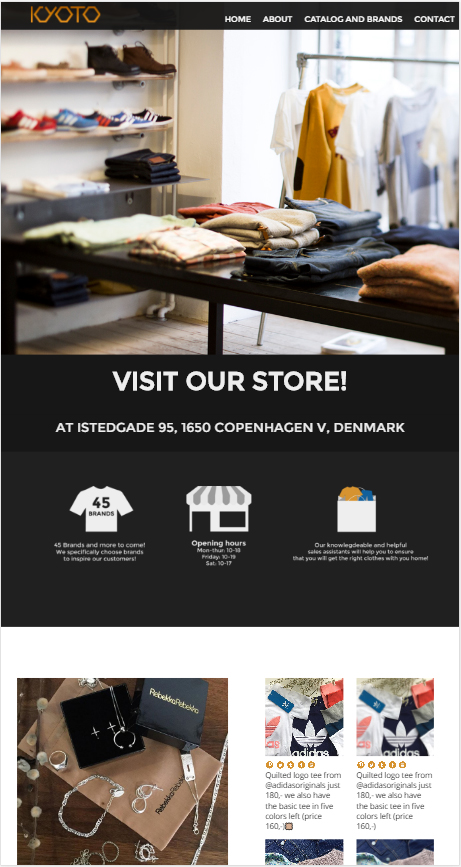 KYOTO
HOME ABOUT CATALOG AND BRANDS CONTACT
VISIT OUR STORE!
AT ISTEDGADE 95, 1650 COPENHAGEN V, DENMARK
45
BRANDS
45 Brands and more to come!
We specifically choose brands
to inspire our customers!
Opening hours
Mon-thur: 10-18
Friday: 10-19
Sat: 10-17
Our knowlegdeable and helpful
sales assistants will help you to ensure
that you will get the right clothes with you home!
RebekkaRebekka
RebekkaRebekka
adidas
Quilted logo tee from
@adidasoriginals just
180,- we also have
the basic tee in five
colors left (price
160,-)
adidas
Quilted logo tee from
@adidasoriginals just
180,- we also have
the basic tee in five
colors left (price
160,-)